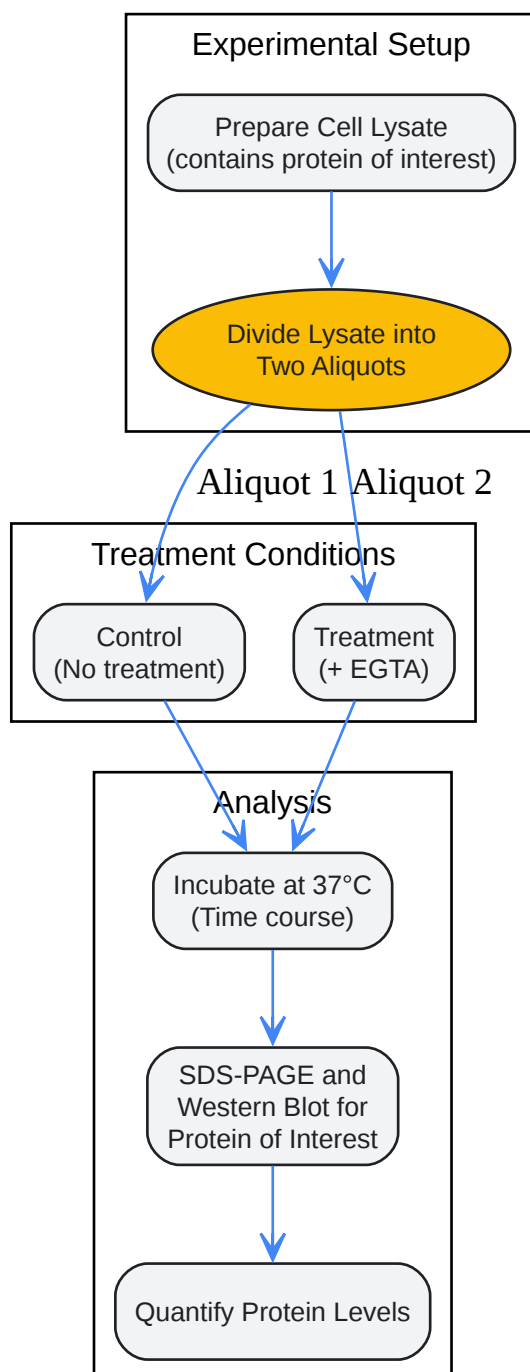 Experimental Setup
Prepare Cell Lysate
(contains protein of interest)
Divide Lysate into
Two Aliquots
Aliquot 1
Aliquot 2
Treatment Conditions
Control
(No treatment)
Treatment
(+ EGTA)
Analysis
Incubate at 37°C
(Time course)
SDS-PAGE and
Western Blot for
Protein of Interest
Quantify Protein Levels